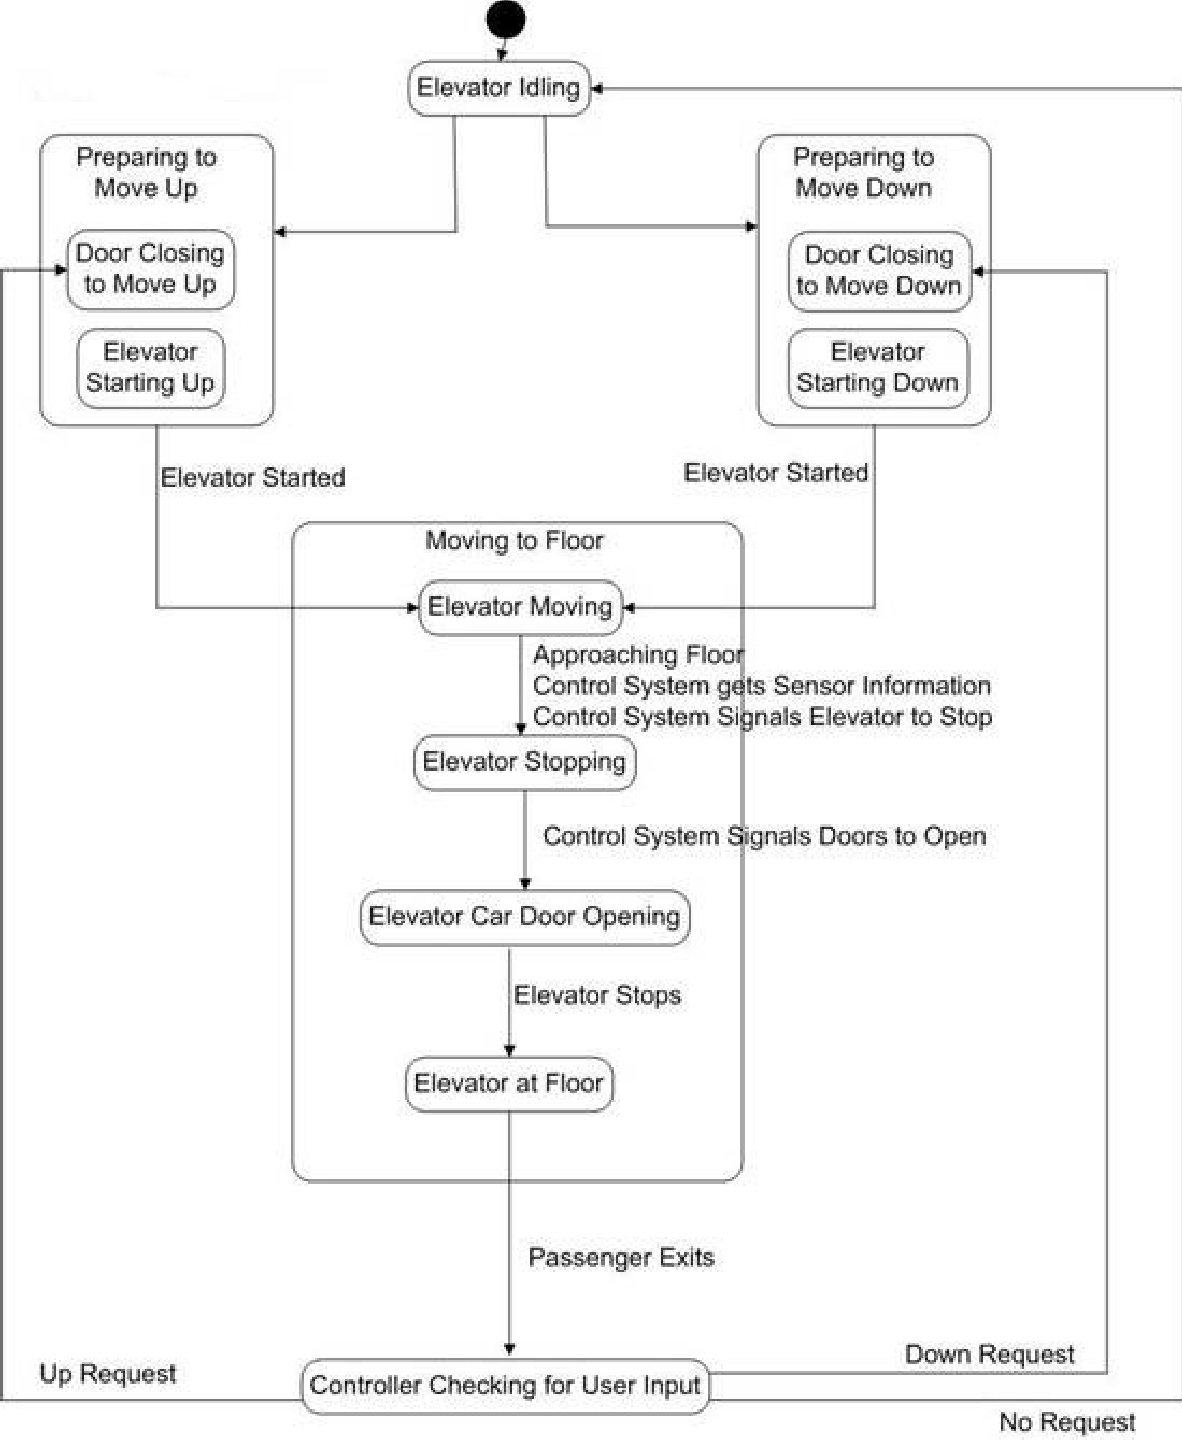 Elevator Idling
Preparing to
Move Up
Door Closing
to Move Up
Elevator
Starting Up
Preparing to
Move Down
Door Closing
to Move Down
Elevator
Starting Down
Elevator Started
Elevator Started
Moving to Floor
Elevator Moving
Approaching Floor
Control System gets Sensor Information
Control System Signals Elevator to Stop
Elevator Stopping
Control System Signals Doors to Open
Elevator Car Door Opening
Elevator Stops
Elevator at Floor
Passenger Exits
Down Request
Up Request
Controller Checking for User Input
No Request